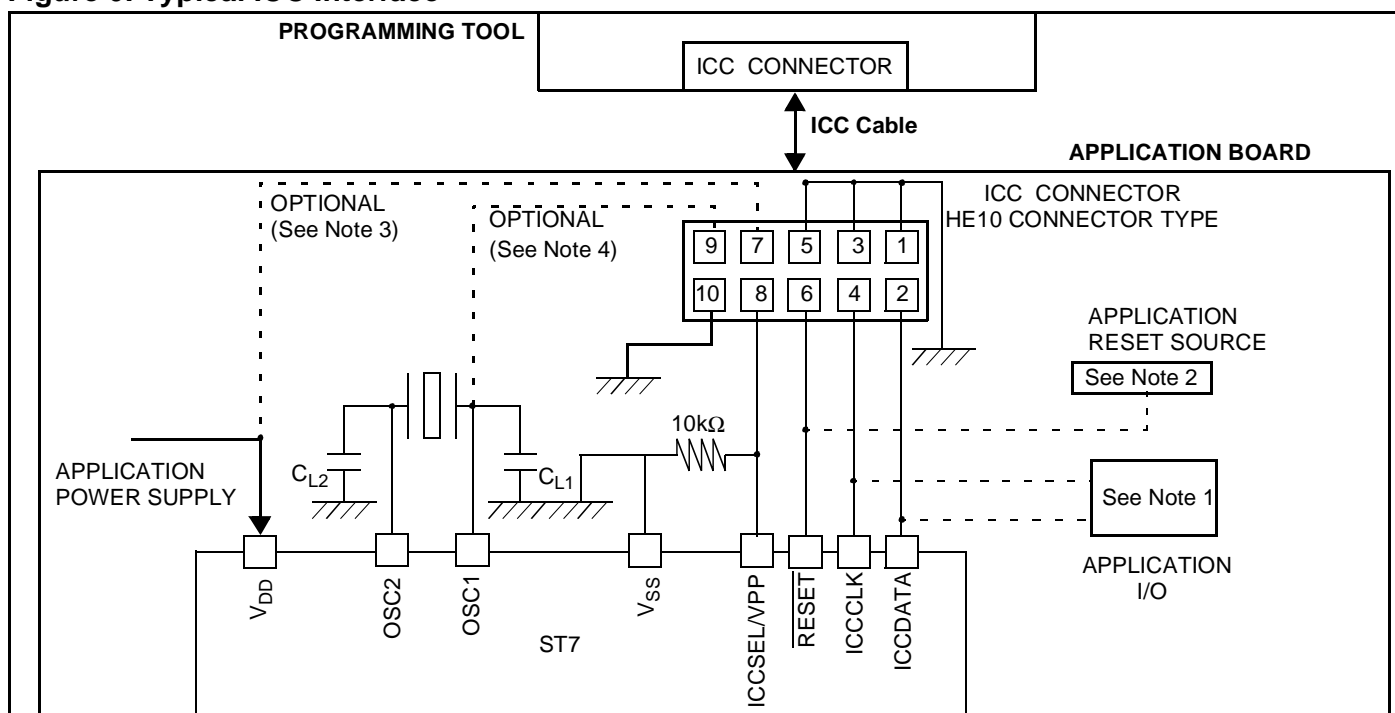 PROGRAMMING TOOL
ICC CONNECTOR
ICC Cable
APPLICATION BOARD
OPTIONAL
(See Note 3)
OPTIONAL
(See Note 4)
ICC CONNECTOR
HE10 CONNECTOR TYPE
9 7 5 3 1
10 8 6 4 2
APPLICATION
RESET SOURCE
See Note 2
10kΩ
APPLICATION
POWER SUPPLY
CL2
CL1
See Note 1
APPLICATION
I/O
VDD
OSC2
OSC1
VSS
ICCSEL/VPP
RESET
ICCCLK
ICCDATA
ST7